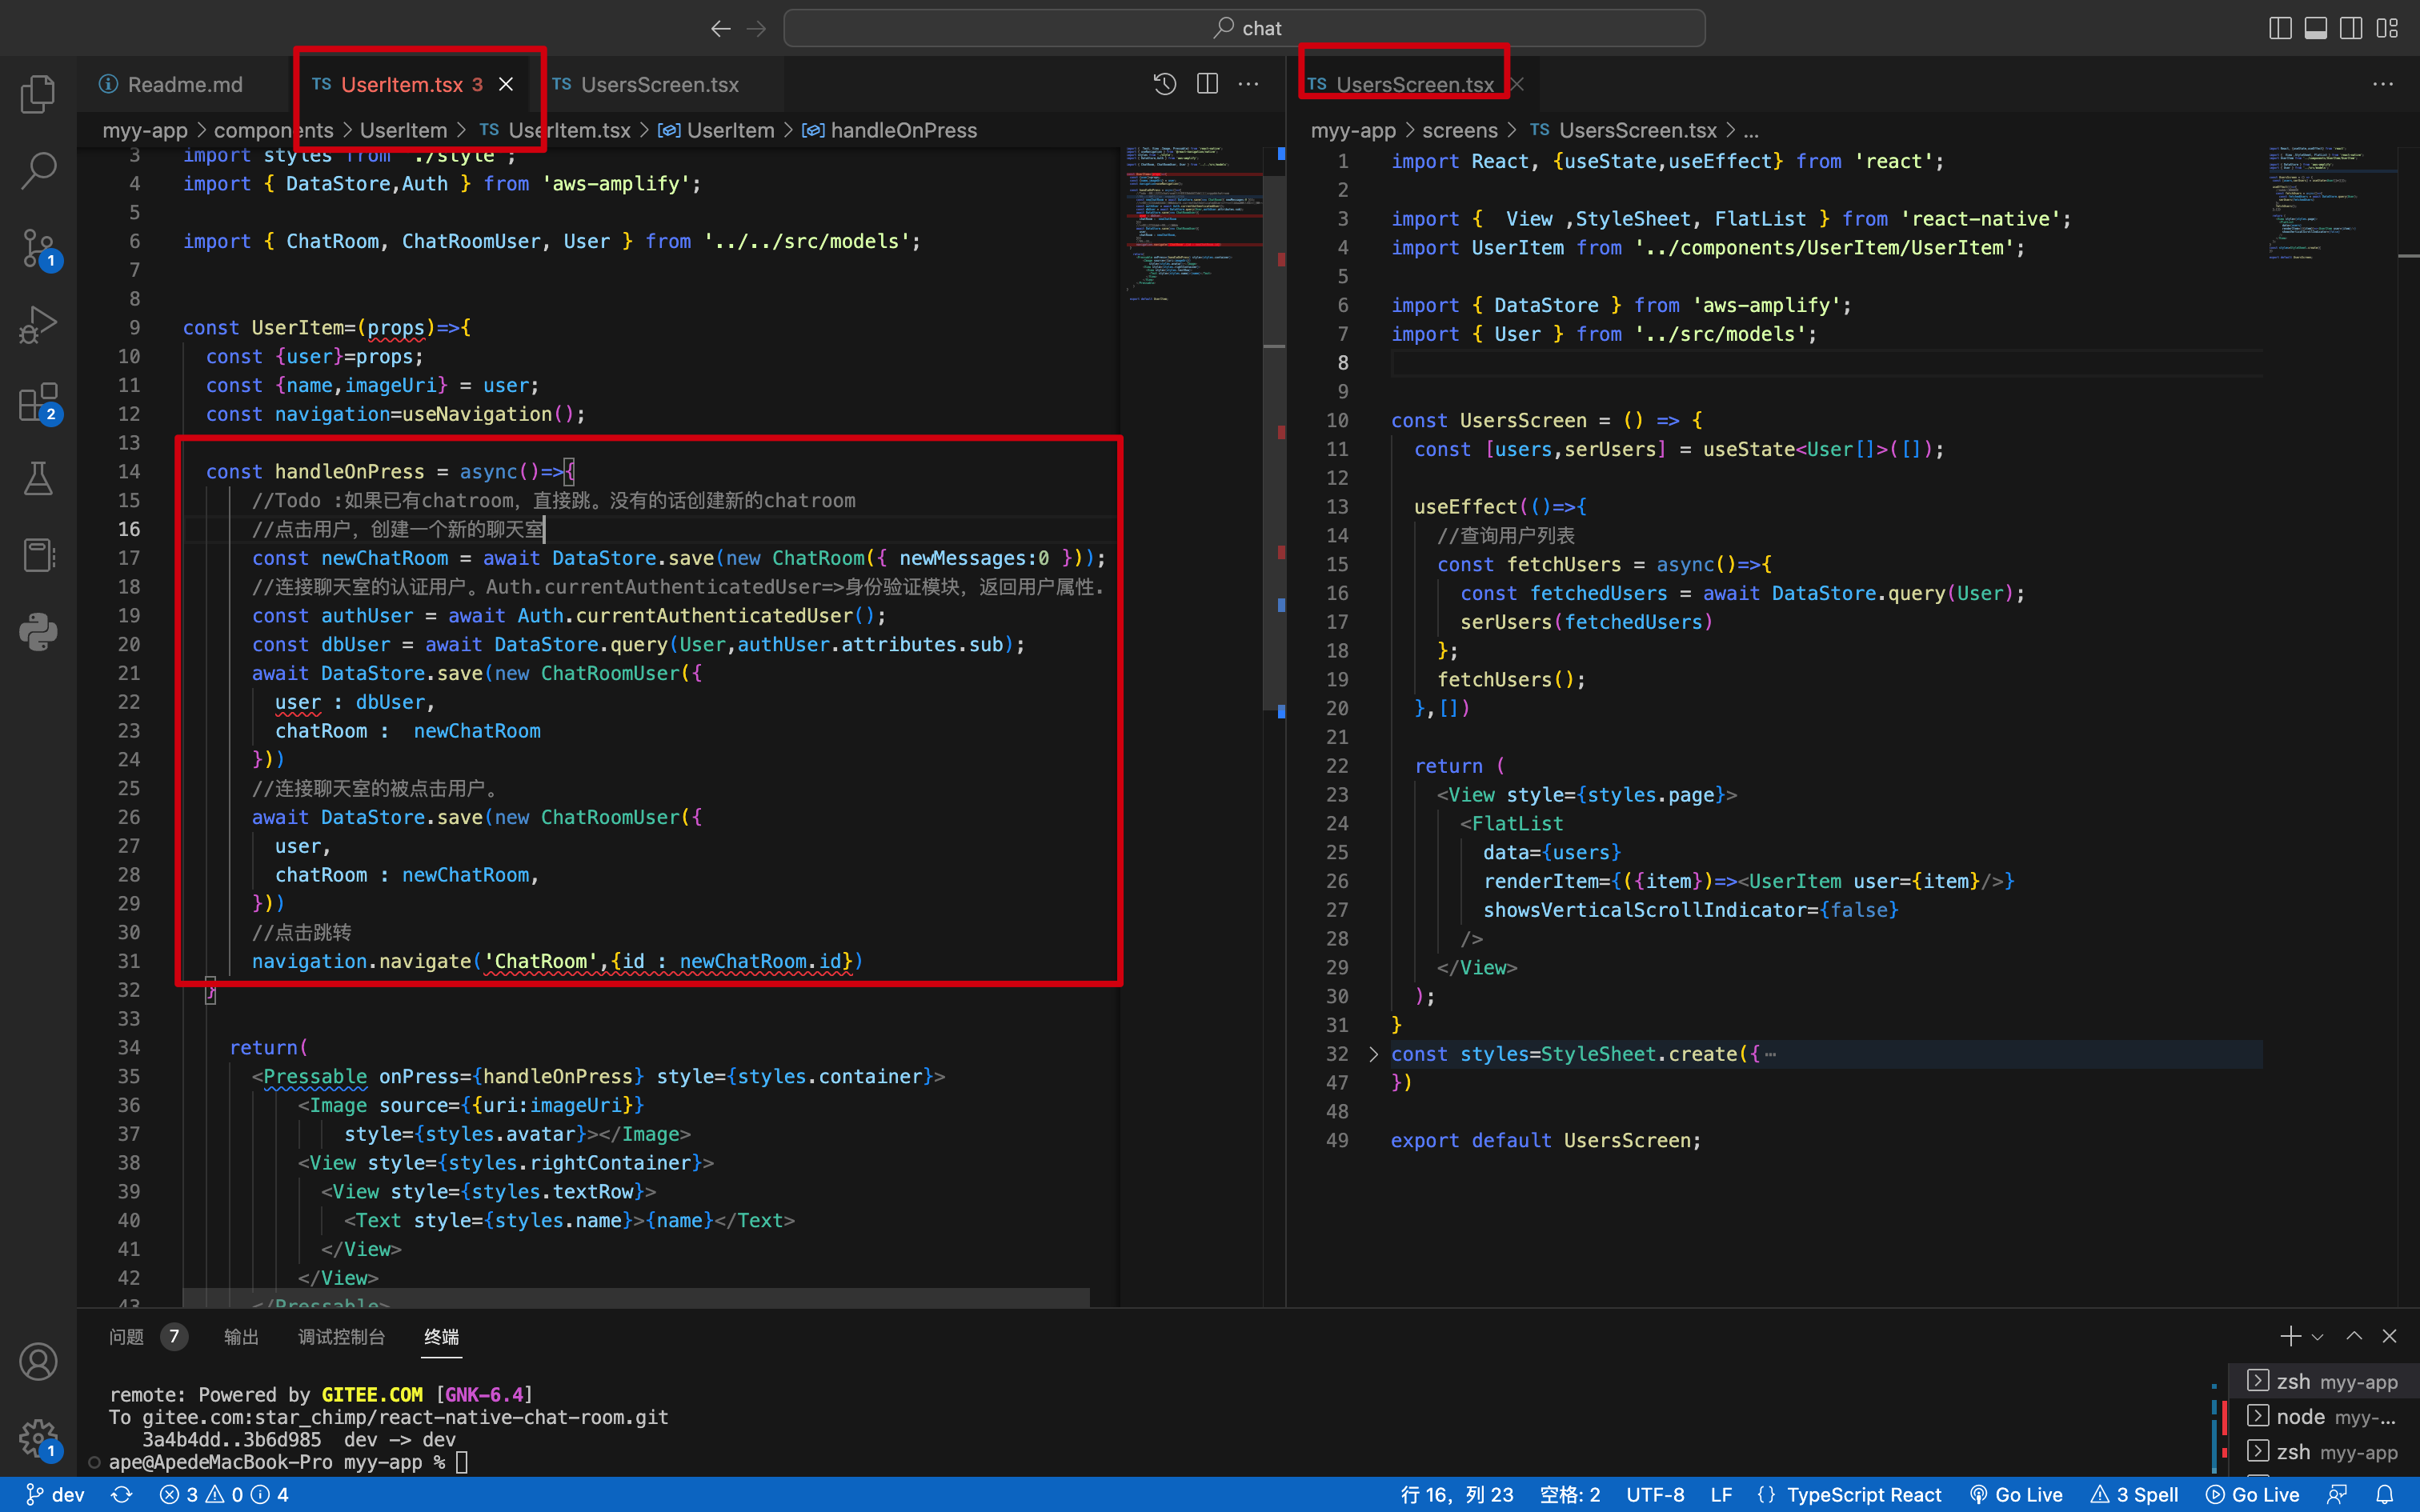 chat
Readme.md
TS UserItem.tsx 3
TS UsersScreen.tsx
TS UsersScreen.tsx
myy-app > components > UserItem > TS UserItem.tsx > UserItem > handleOnPress
3 import styles from './style';
4 import { DataStore,Auth } from 'aws-amplify';
5
6 import { ChatRoom, ChatRoomUser, User } from '../../src/models';
7
8
9 const UserItem=(props)=>{
10 const {user}=props;
11 const {name,imageUri} = user;
12 const navigation=useNavigation();
13
14 const handleOnPress = async()=>{
15 //Todo :如果已有chatroom，直接跳。没有的话创建新的chatroom
16 //点击用户，创建一个新的聊天室
17 const newChatRoom = await DataStore.save(new ChatRoom({ newMessages:0 }));
18 //连接聊天室的认证用户。Auth.currentAuthenticatedUser=>身份验证模块，返回用户属性.
19 const authUser = await Auth.currentAuthenticatedUser();
20 const dbUser = await DataStore.query(User,authUser.attributes.sub);
21 await DataStore.save(new ChatRoomUser({
22 user : dbUser,
23 chatRoom :  newChatRoom
24 }))
25 //连接聊天室的被点击用户。
26 await DataStore.save(new ChatRoomUser({
27 user,
28 chatRoom : newChatRoom,
29 }))
30 //点击跳转
31 navigation.navigate('ChatRoom',{id : newChatRoom.id})
32 }
33
34 return(
35 <Pressable onPress={handleOnPress} style={styles.container}>
36 <Image source={{uri:imageUri}}
37 style={styles.avatar}></Image>
38 <View style={styles.rightContainer}>
39 <View style={styles.textRow}>
40 <Text style={styles.name}>{name}</Text>
41 </View>
42 </View>
43 </Pressable>
myy-app > screens > TS UsersScreen.tsx > ...
1 import React, {useState,useEffect} from 'react';
2
3 import {  View ,StyleSheet, FlatList } from 'react-native';
4 import UserItem from '../components/UserItem/UserItem';
5
6 import { DataStore } from 'aws-amplify';
7 import { User } from '../src/models';
8
9
10 const UsersScreen = () => {
11 const [users,serUsers] = useState<User[]>([]);
12
13 useEffect(()=>{
14 //查询用户列表
15 const fetchUsers = async()=>{
16 const fetchedUsers = await DataStore.query(User);
17 serUsers(fetchedUsers)
18 };
19 fetchUsers();
20 },[])
21
22 return (
23 <View style={styles.page}>
24 <FlatList
25 data={users}
26 renderItem={({item})=><UserItem user={item}/>}
27 showsVerticalScrollIndicator={false}
28 />
29 </View>
30 );
31 }
32 const styles=StyleSheet.create({⋯
47 })
48
49 export default UsersScreen;
问题 7 输出 调试控制台 终端
remote: Powered by GITEE.COM [GNK-6.4]
To gitee.com:star_chimp/react-native-chat-room.git
3a4b4dd..3b6d985  dev -> dev
ape@ApedeMacBook-Pro myy-app %
zsh myy-app
node myy-...
zsh myy-app
1
2
1
dev 3 0 4 行 16，列 23 空格: 2 UTF-8 LF {} TypeScript React Go Live 3 Spell Go Live